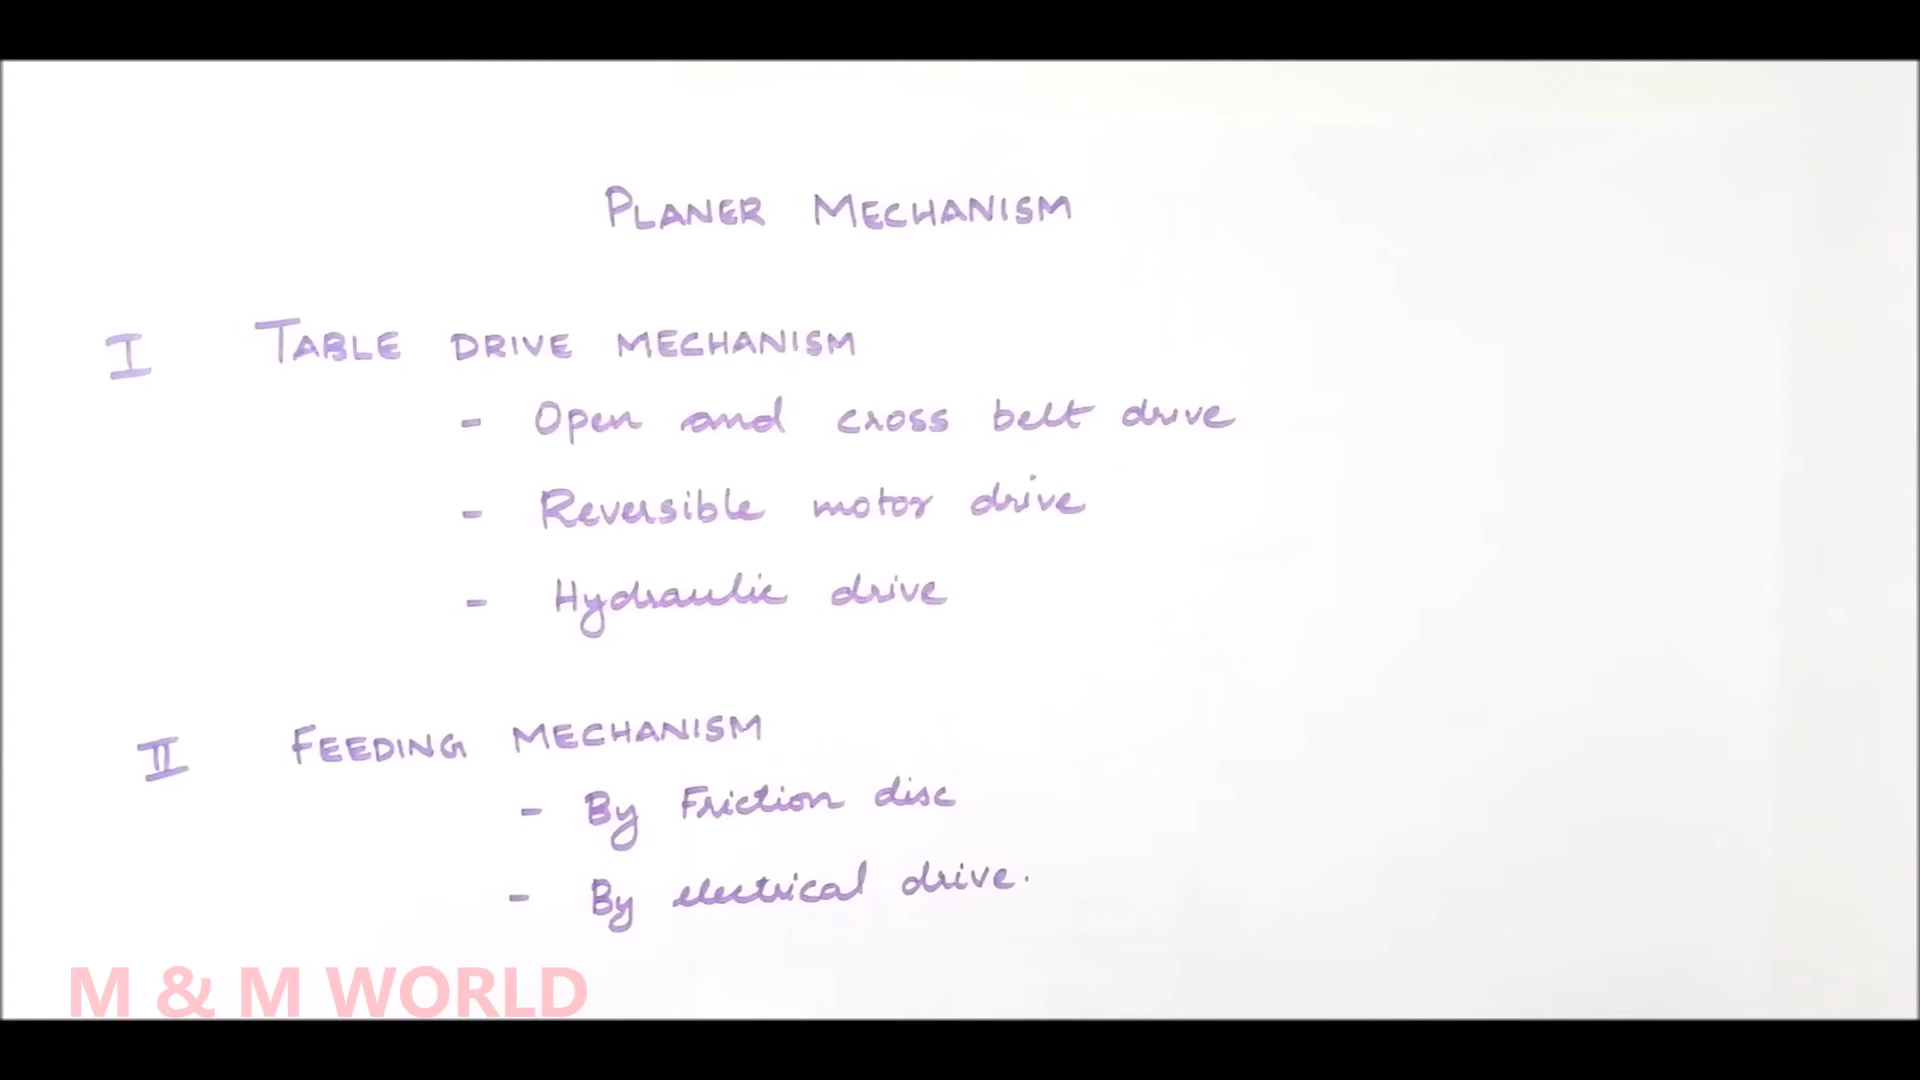 PLANER MECHANISM
I TABLE DRIVE MECHANISM
- Open and cross belt drive
- Reversible motor drive
- Hydraulic drive
II FEEDING MECHANISM
- By Friction disc
- By electrical drive.
M & M WORLD